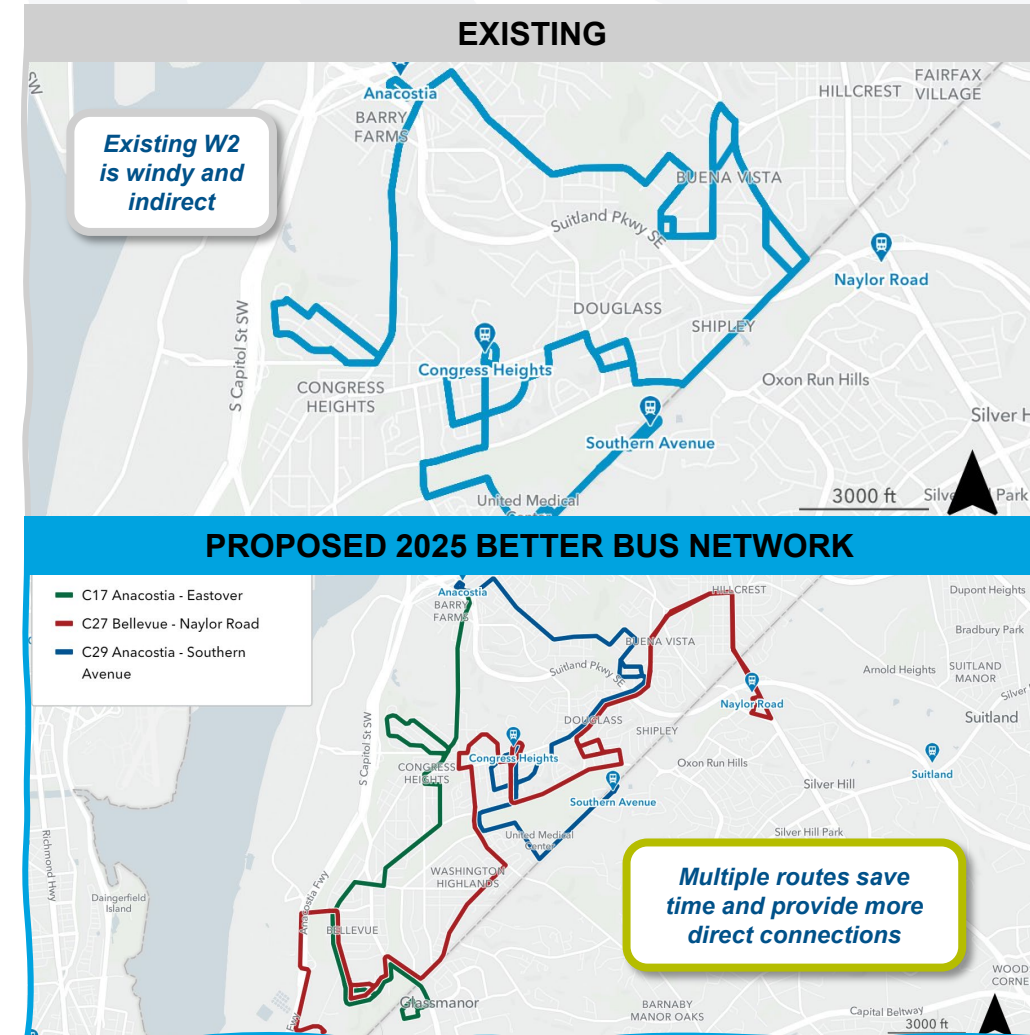 EXISTING
SW
Anacostia
BARRY
FARMS
HILLCREST
FAIRFAX
VILLAGE
Existing W2
is windy and
indirect
BUENA VISTA
Suitland Pkwy SE
Naylor Road
DOUGLASS
SHIPLEY
S Capitol St SW
Congress Heights
CONGRESS
HEIGHTS
Oxon Run Hills
Silver H
Southern Avenue
United Medical
3000 ft
Park
PROPOSED 2025 BETTER BUS NETWORK
C17 Anacostia - Eastover
C27 Bellevue - Naylor Road
C29 Anacostia - Southern
Avenue
Anacostia
BARRY
FARMS
HILLCREST
Dupont Heights
BUENA VISTA
Bradbury Park
Suitland Pkwy SE
Arnold Heights
SUITLAND
MANOR
Silver
Naylor Road
Suitland
S Capitol St SW
DOUGLASS
SHIPLEY
Congress Heights
CONGRESS
HEIGHTS
Oxon Run Hills
Suitland
Silver Hill
Southern Avenue
United Medical
Center
Silver Hill Park
Richmond Hwy
Daingerfield
Island
Anacostia Fwy
WASHINGTON
HIGHLANDS
BELLEVUE
Multiple routes save
time and provide more
direct connections
WOOD
CORNE
Glassmanor
BARNABY
MANOR OAKS
Capital Beltway
3000 ft
Fwy